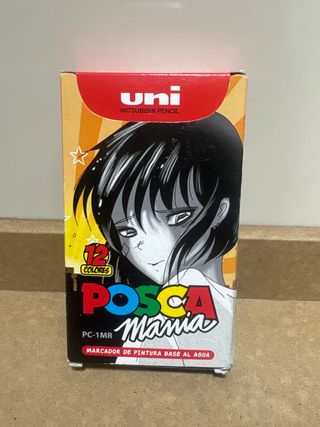 uni
MITSUBISHI PENCIL
12
COLORES
POSCA
Mania
PC-1MR
MARCADOR DE PINTURA BASE AL AGUA